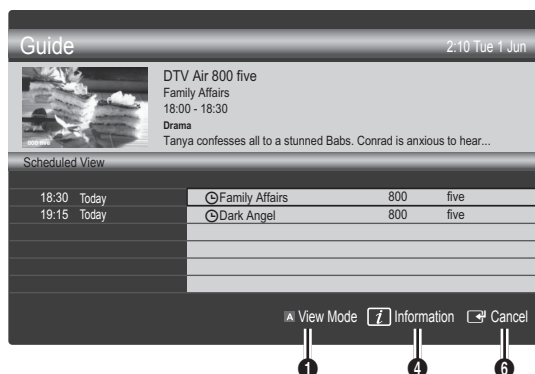 Guide 2:10 Tue 1 Jun
DTV Air 800 five
Family Affairs
18:00 - 18:30
Drama
Tanya confesses all to a stunned Babs. Conrad is anxious to hear...
800 five
Scheduled View
18:30 Today Family Affairs 800 five
19:15 Today Dark Angel 800 five
A View Mode i Information Cancel
1 4 6